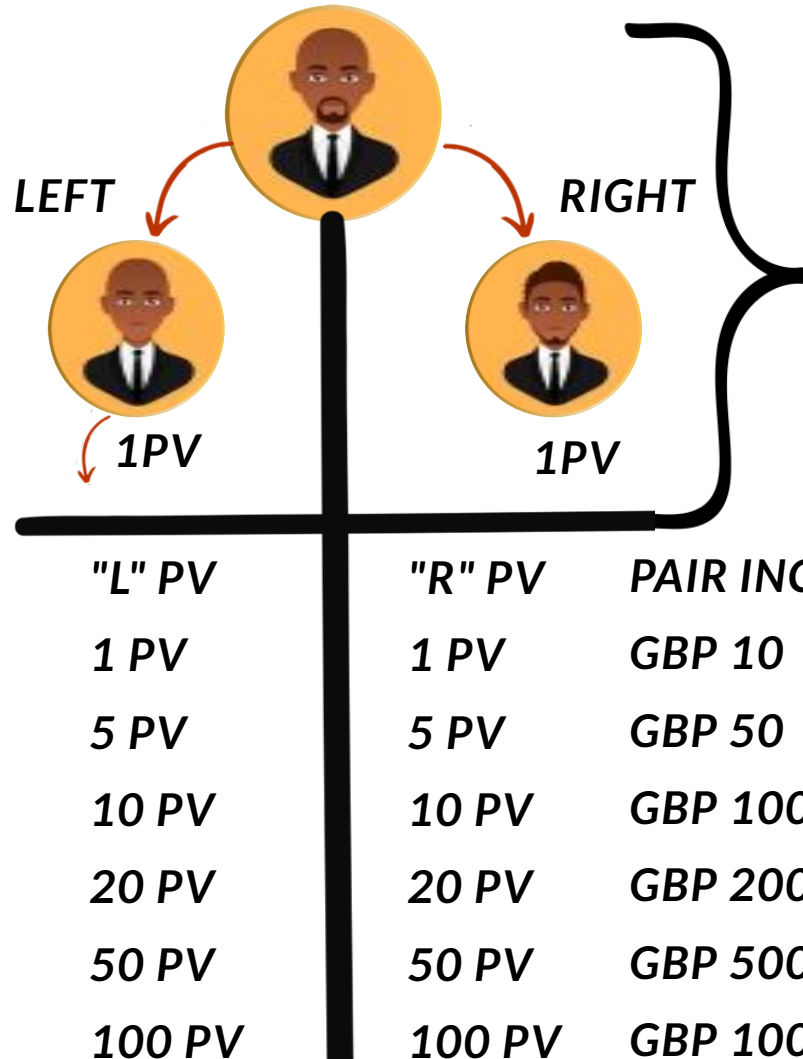 LEFT
RIGHT
1PV
1PV
"L" PV "R" PV PAIR
1 PV 1 PV GBP 10
5 PV 5 PV GBP 50
10 PV 10 PV GBP 100
20 PV 20 PV GBP 200
50 PV 50 PV GBP 500
100 PV 100 PV GBP